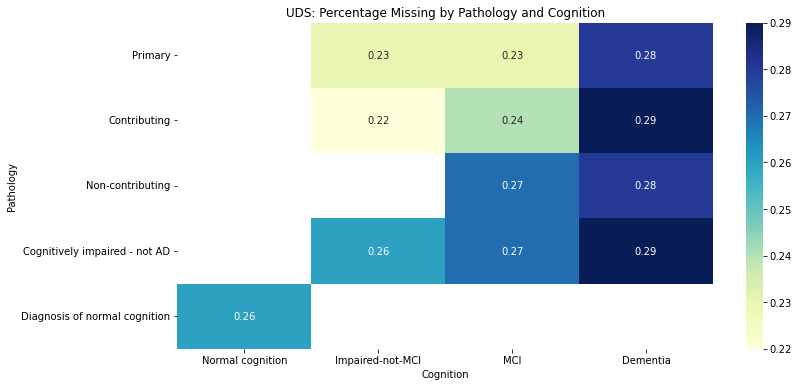 UDS: Percentage Missing by Pathology and Cognition
Pathology
Primary
0.23
0.23
0.28
Contributing
0.22
0.24
0.29
Non-contributing
0.27
0.28
Cognitively impaired - not AD
0.26
0.27
0.29
Diagnosis of normal cognition
0.26
Normal cognition
Impaired-not-MCI
MCI
Dementia
Cognition
0.29
0.28
0.27
0.26
0.25
0.24
0.23
0.22